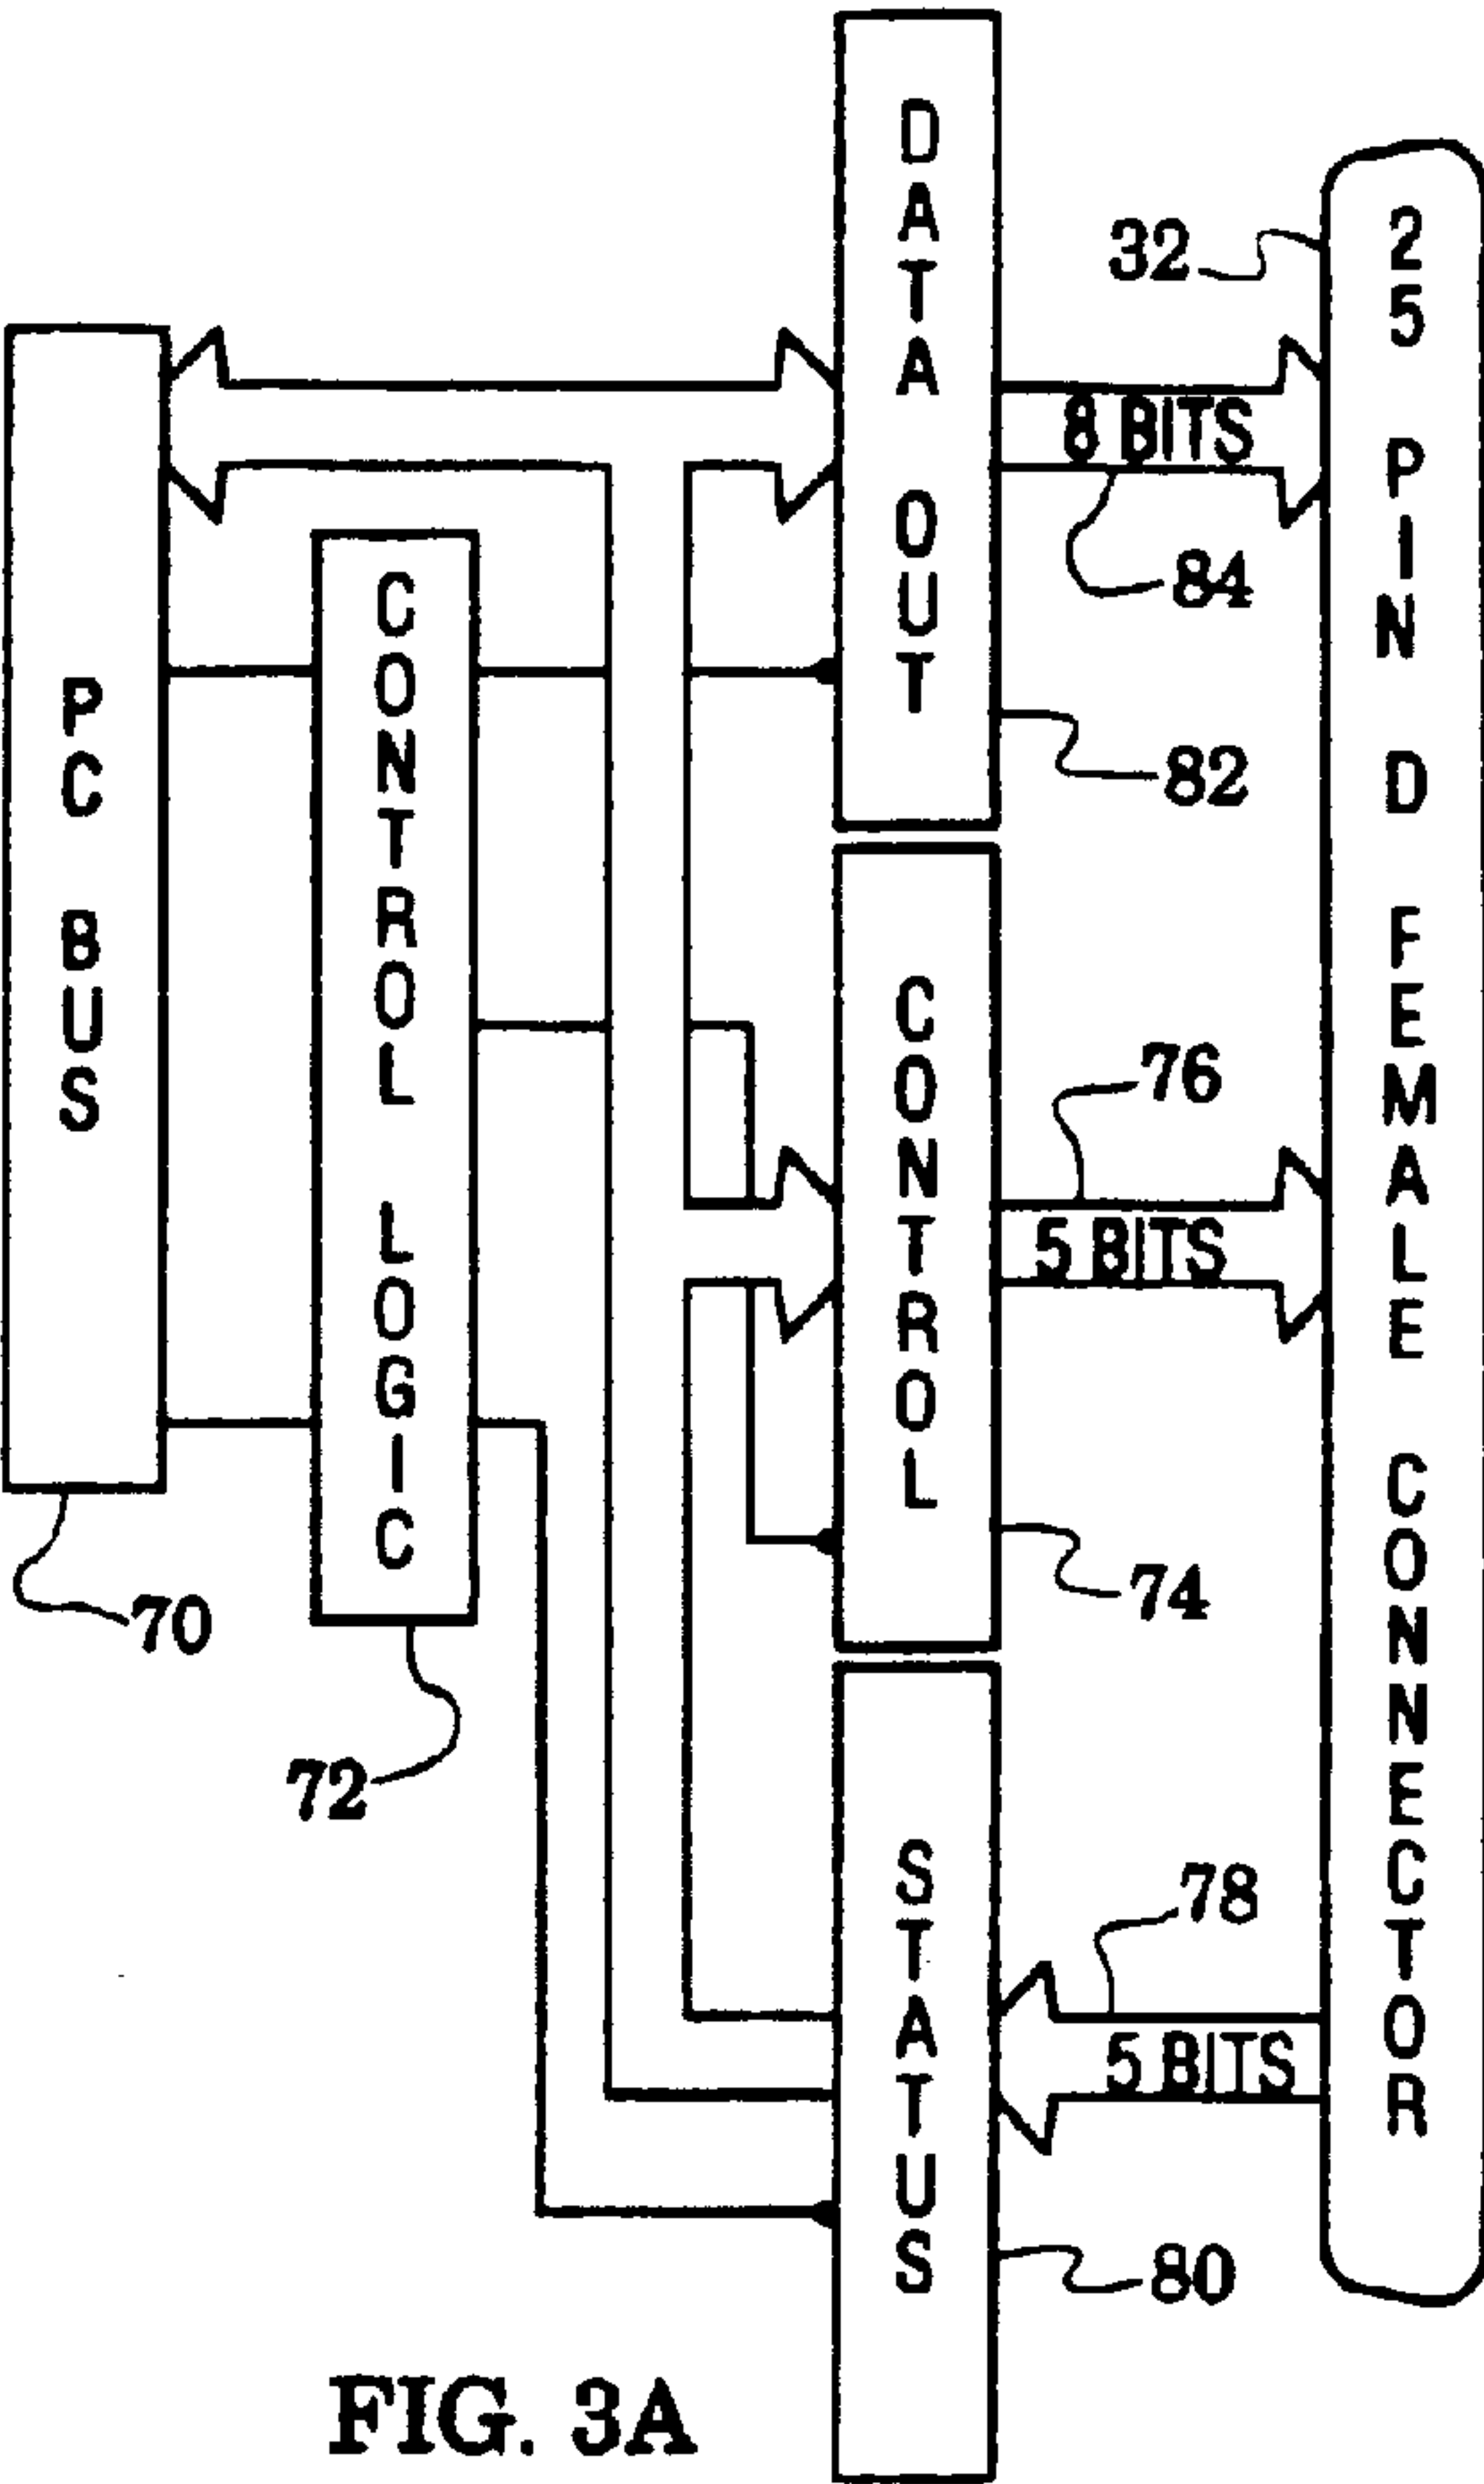 PC BUS
70
CONTROL LOGIC
72
DATA OUT
82
8 BITS
84
CONTROL
74
5 BITS
76
STATUS
80
5 BITS
78
25 PIN D FEMALE CONNECTOR
32
FIG. 3A